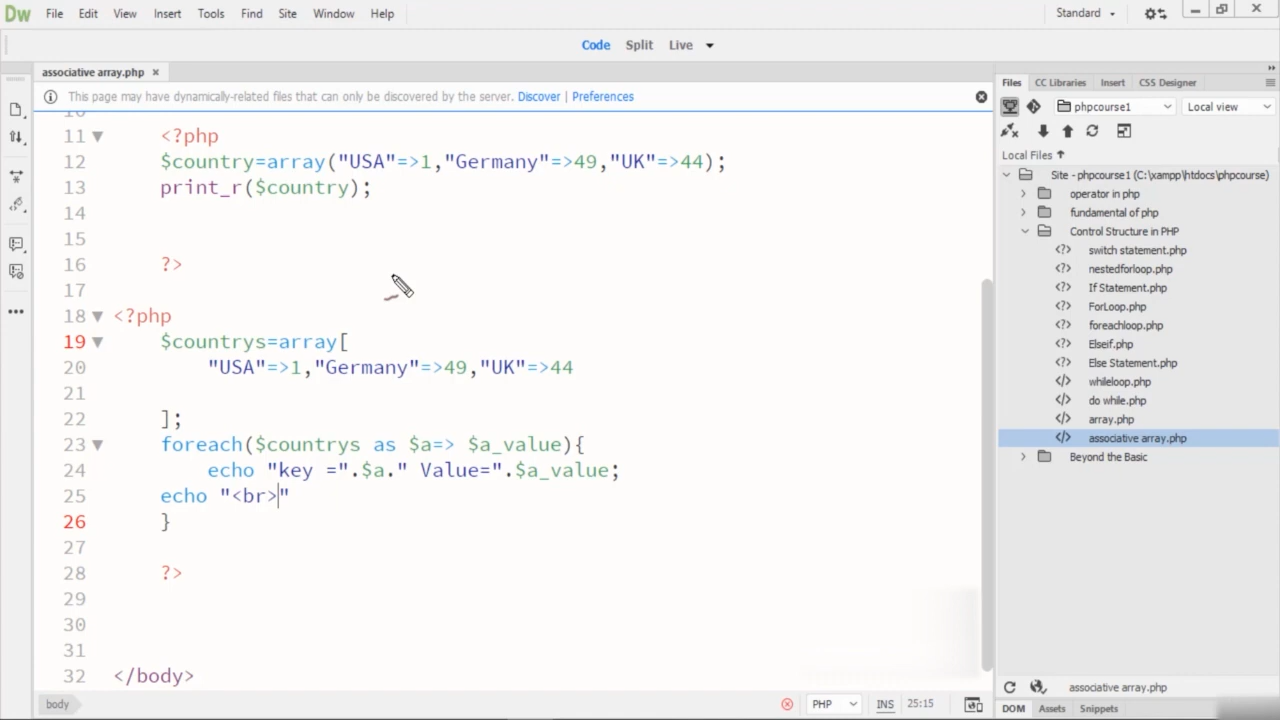 Dw File Edit View Insert Tools Find Site Window Help Standard
Code Split Live
associative array.php ×
This page may have dynamically-related files that can only be discovered by the server. Discover | Preferences
10
11 <?php
12 $country=array("USA"=>1,"Germany"=>49,"UK"=>44);
13 print_r($country);
14
15
16 ?>
17
18 <?php
19 $countrys=array[
20 "USA"=>1,"Germany"=>49,"UK"=>44
21
22 ];
23 foreach($countrys as $a=> $a_value){
24 echo "key =".$a." Value=".$a_value;
25 echo "<br>"
26 }
27
28 ?>
29
30
31
32 </body>
body PHP INS 25:15
Files CC Libraries Insert CSS Designer
phpcourse1 Local view
Local Files
Site - phpcourse1 (C:\xampp\htdocs\phpcourse)
operator in php
fundamental of php
Control Structure in PHP
<?> switch statement.php
<?> nestedforloop.php
</> If Statement.php
</> ForLoop.php
<?> foreachloop.php
</> Elseif.php
</> Else Statement.php
</> whileloop.php
</> do while.php
</> array.php
</> associative array.php
Beyond the Basic
associative array.php
DOM Assets Snippets